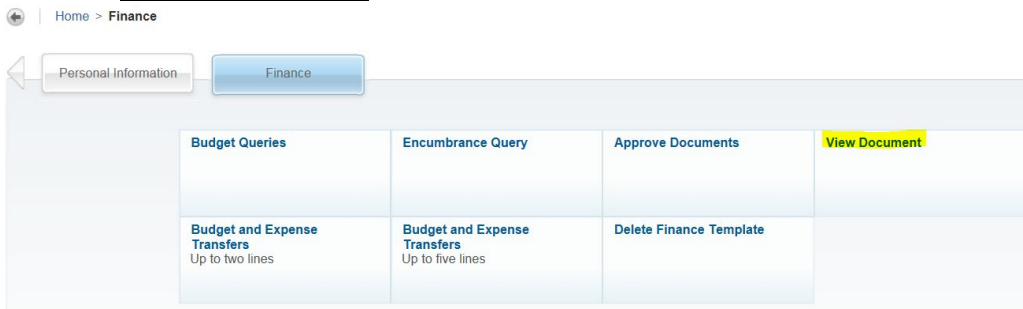 Home > Finance
Personal Information
Finance
Budget Queries
Encumbrance Query
Approve Documents
View Document
Budget and Expense
Transfers
Up to two lines
Budget and Expense
Transfers
Up to five lines
Delete Finance Template